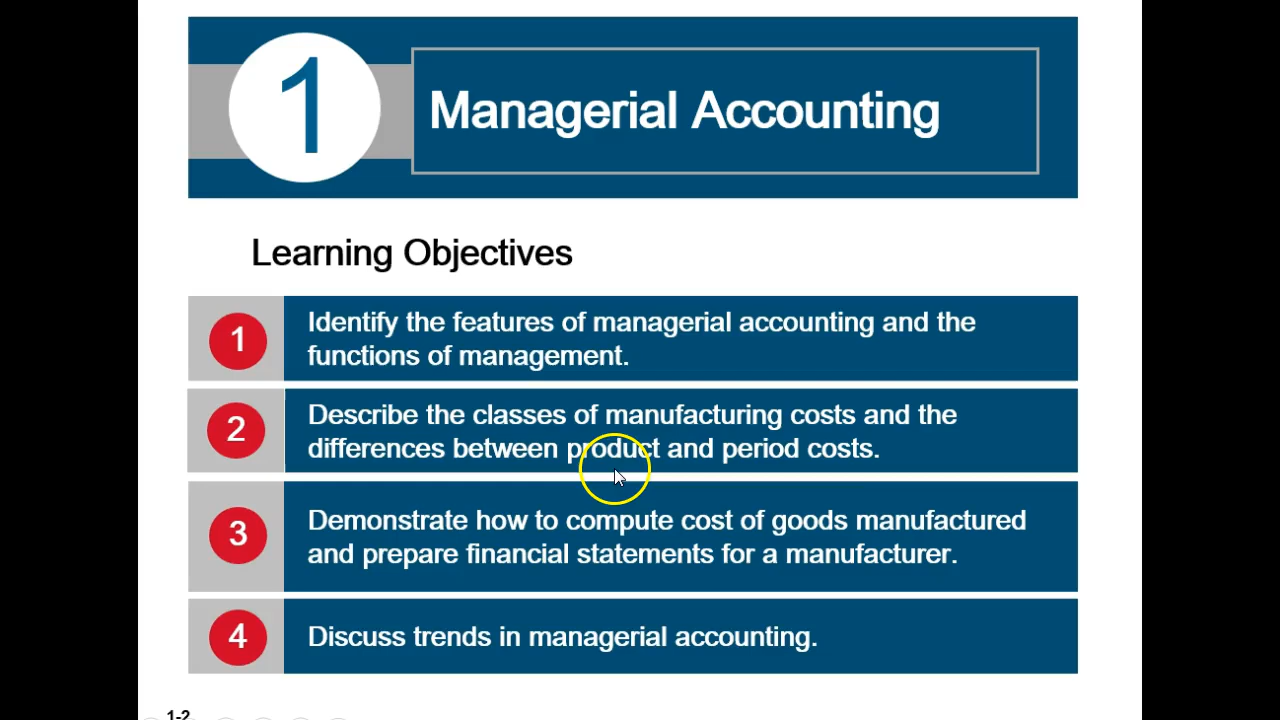 1
Managerial Accounting
Learning Objectives
1
Identify the features of managerial accounting and the
functions of management.
2
Describe the classes of manufacturing costs and the
differences between product and period costs.
3
Demonstrate how to compute cost of goods manufactured
and prepare financial statements for a manufacturer.
4
Discuss trends in managerial accounting.
1-2